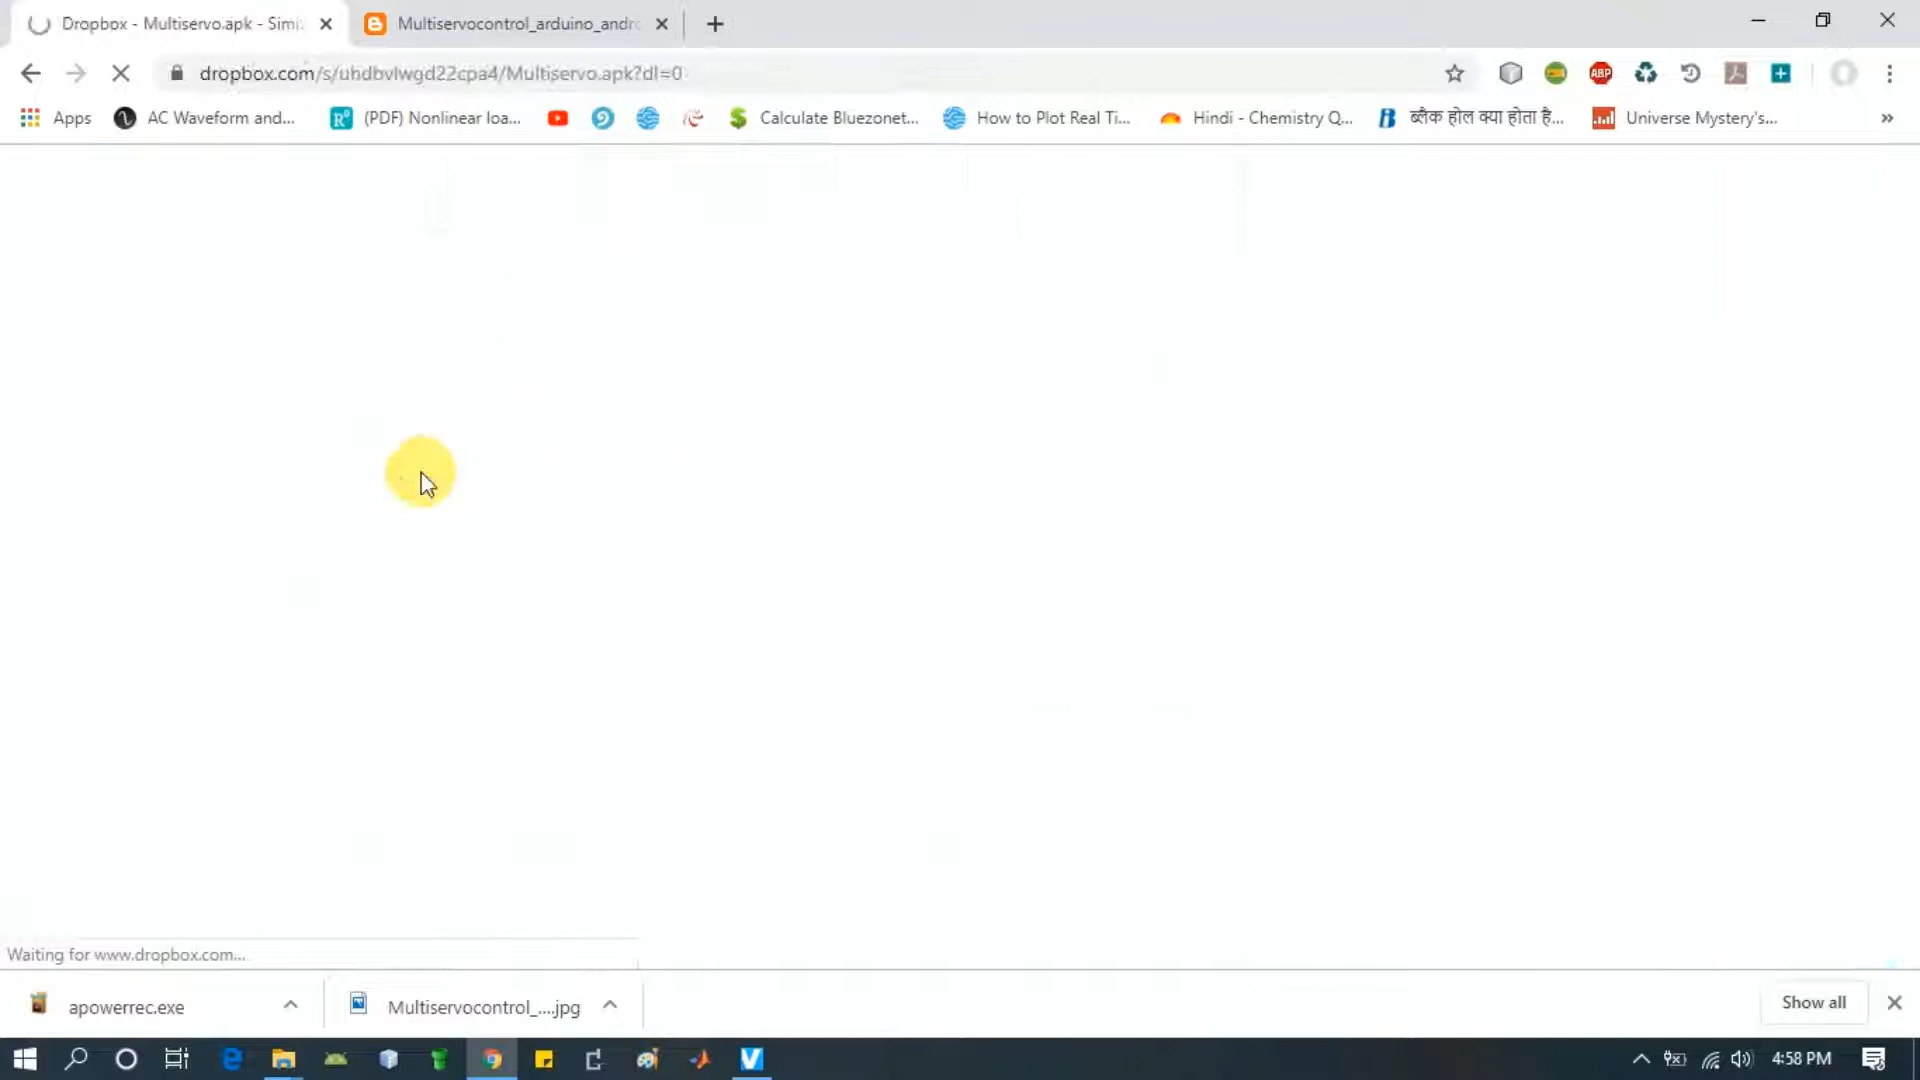 Dropbox - Multiservo.apk - Simi
Multiservocontrol_arduino_andro
dropbox.com/s/uhdbvlwgd22cpa4/Multiservo.apk?dl=0
ABP
Apps
AC Waveform and...
(PDF) Nonlinear loa...
Calculate Bluezonet...
How to Plot Real Ti...
Hindi - Chemistry Q...
ब्लैक होल क्या होता है...
Universe Mystery's...
»
Waiting for www.dropbox.com...
apowerrec.exe
Multiservocontrol_....jpg
Show all
4:58 PM